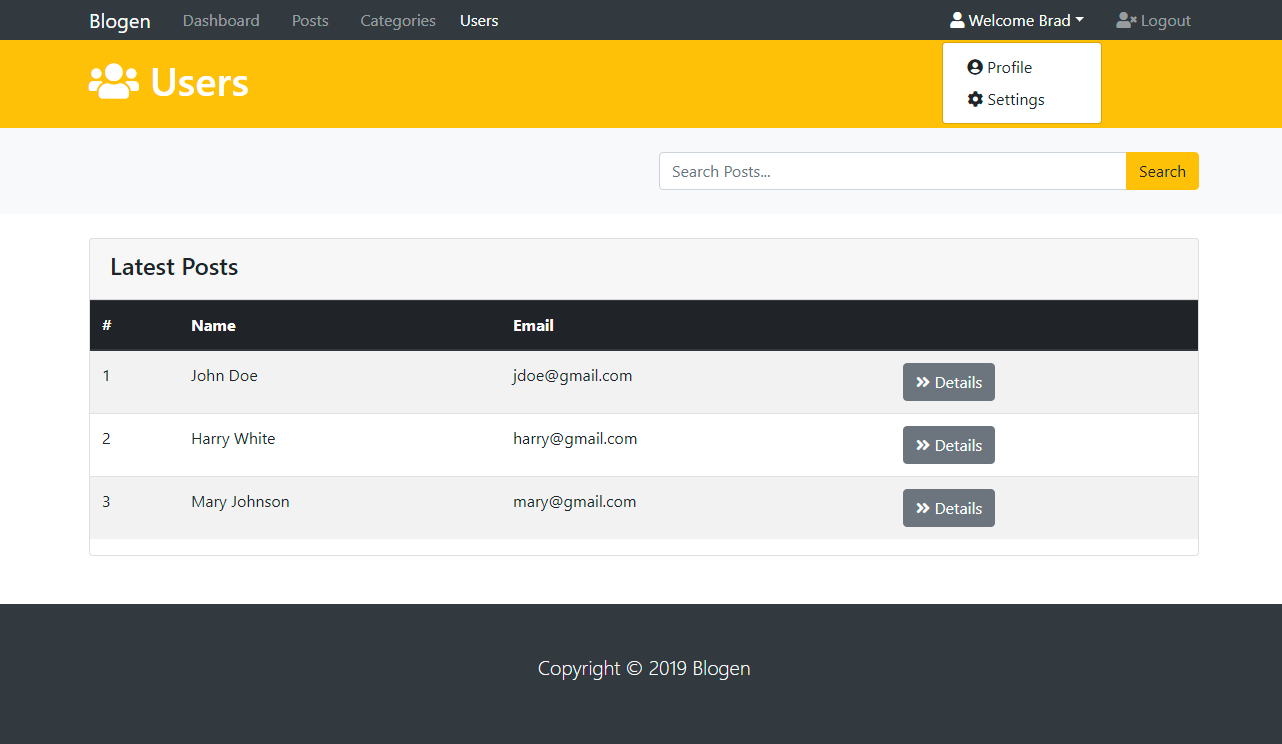 Blogen Dashboard Posts Categories Users Welcome Brad Logout
Users
Profile
Settings
Search Posts... Search
Latest Posts
# Name Email
1 John Doe jdoe@gmail.com Details
2 Harry White harry@gmail.com Details
3 Mary Johnson mary@gmail.com Details
Copyright © 2019 Blogen